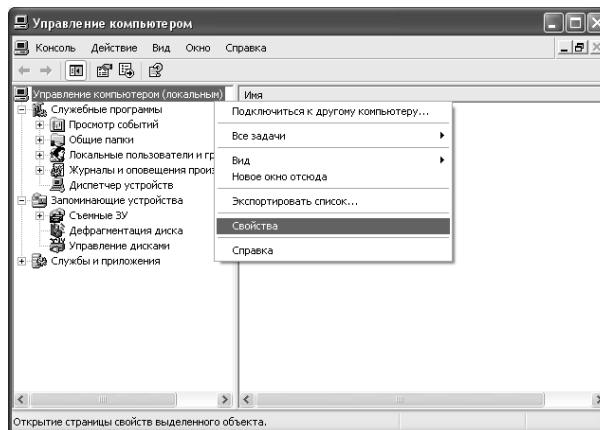 Управление компьютером
Консоль Действие Вид Окно Справка
Управление компьютером (локальным)
Имя
Служебные программы
Просмотр событий
Общие папки
Локальные пользователи и гр
Журналы и оповещения произ
Диспетчер устройств
Запоминающие устройства
Съемные ЗУ
Дефрагментация диска
Управление дисками
Службы и приложения
Подключиться к другому компьютеру...
Все задачи
Вид
Новое окно отсюда
Экспортировать список...
Свойства
Справка
Открытие страницы свойств выделенного объекта.